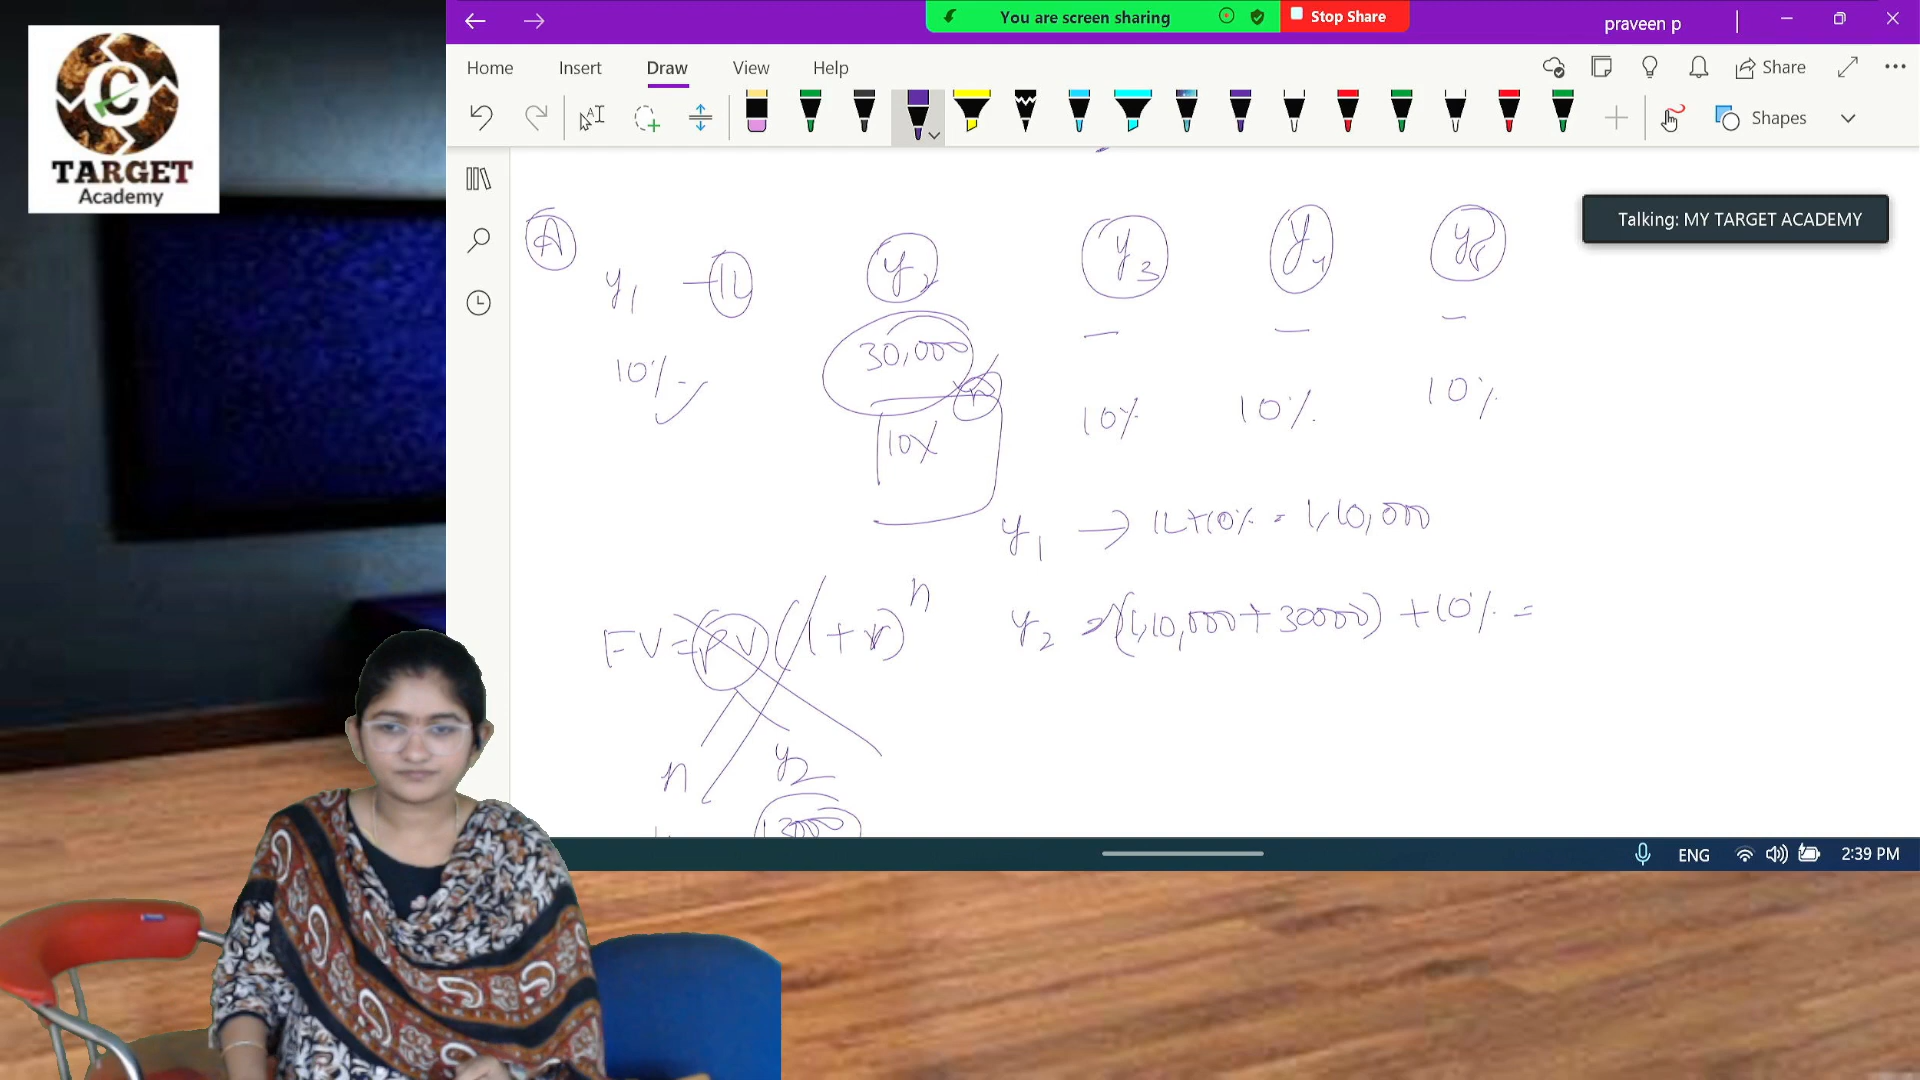 TARGET
Academy
You are screen sharing
Stop Share
praveen p
Home Insert Draw View Help
Share
Shapes
Talking: MY TARGET ACADEMY
A
y1 - 1L y2 y3 y4 y5
30,000 - - -
10% 10% 10% 10% 10%
y1 → 1L+10% = 1,10,000
FV = PV (1+r)^n
y2 → (1,10,000+30000) +10% =
n y2
ENG 2:39 PM